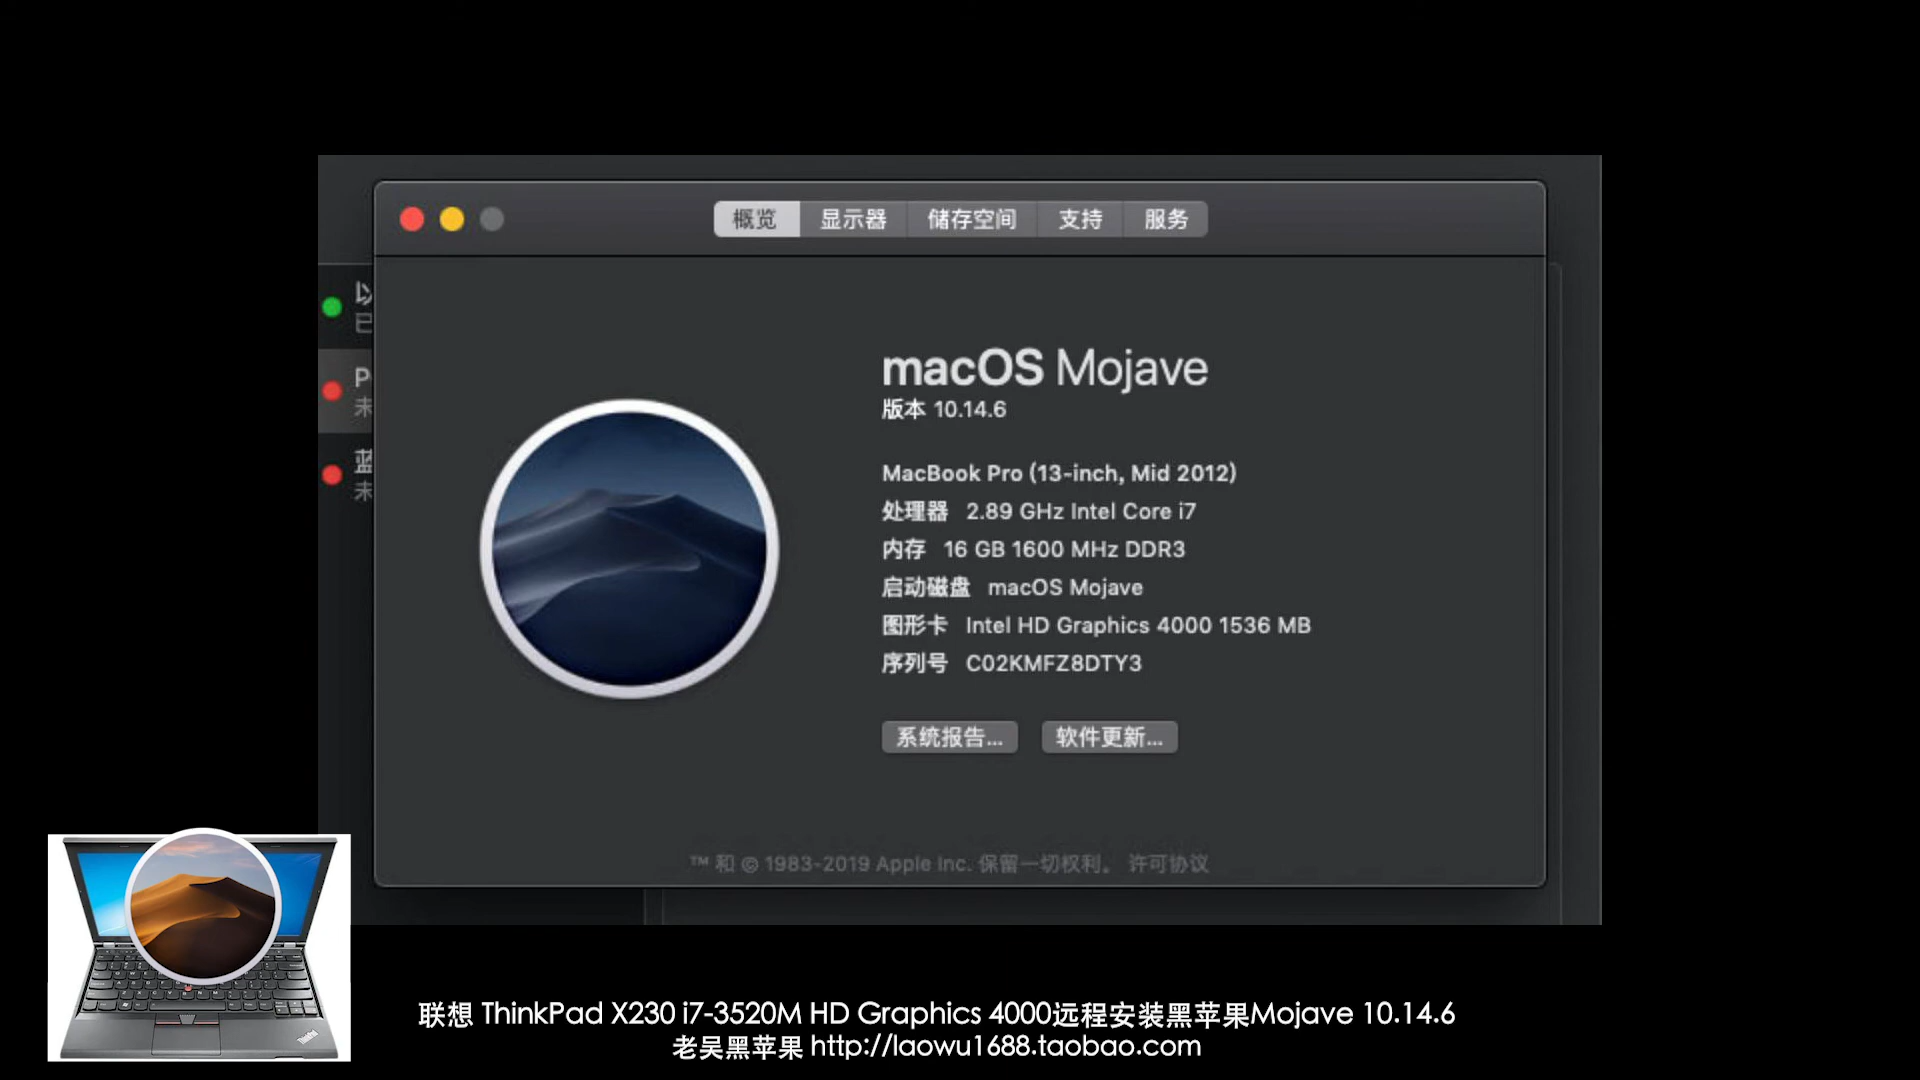 概览 显示器 储存空间 支持 服务
以
已
未
蓝
未
macOS Mojave
版本 10.14.6
MacBook Pro (13-inch, Mid 2012)
处理器 2.89 GHz Intel Core i7
内存 16 GB 1600 MHz DDR3
启动磁盘 macOS Mojave
图形卡 Intel HD Graphics 4000 1536 MB
序列号 C02KMFZ8DTY3
系统报告... 软件更新...
™ 和 © 1983-2019 Apple Inc. 保留一切权利。 许可协议
ThinkPad
联想 ThinkPad X230 i7-3520M HD Graphics 4000远程安装黑苹果Mojave 10.14.6
老吴黑苹果 http://laowu1688.taobao.com